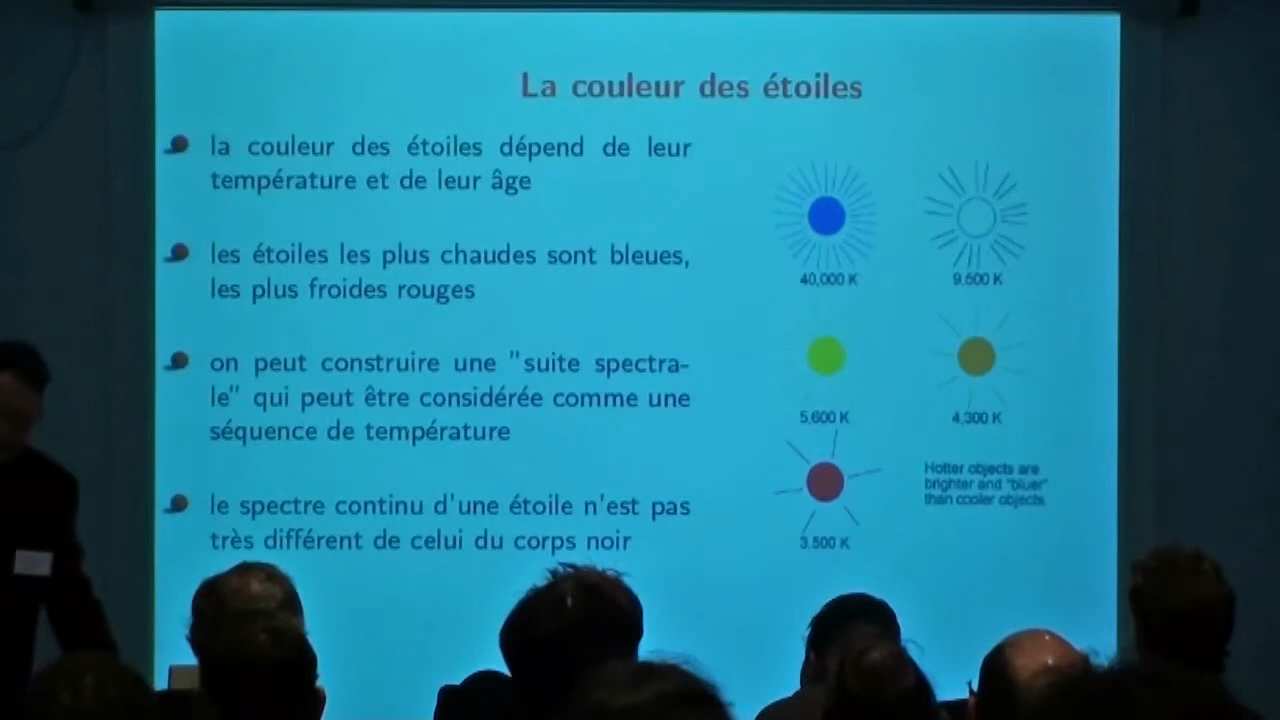 La couleur des étoiles
la couleur des étoiles dépend de leur
température et de leur âge
les étoiles les plus chaudes sont bleues,
les plus froides rouges
on peut construire une "suite spectra-
le" qui peut être considérée comme une
séquence de température
le spectre continu d'une étoile n'est pas
très différent de celui du corps noir
40,000 K
9,500 K
5,600 K
4,300 K
3,500 K
Hotter objects are
brighter and "bluer"
than cooler objects.